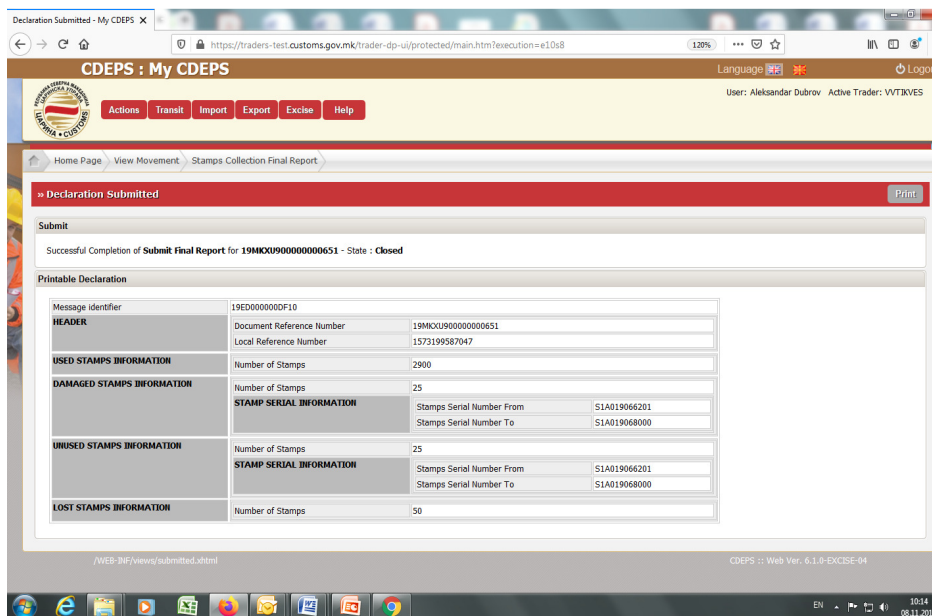 Declaration Submitted - My CDEPS
https://traders-test.customs.gov.mk/trader-dp-ui/protected/main.htm?execution=e10s8
120%
CDEPS : My CDEPS
Language
Logo
User: Aleksandar Dubrov Active Trader: VVTIKVES
ЦАРИНА • CUSTOMS
Actions Transit Import Export Excise Help
Home Page View Movement Stamps Collection Final Report
» Declaration Submitted
Print
Submit
Successful Completion of Submit Final Report for 19MKXU900000000651 - State : Closed
Printable Declaration
Message identifier 19ED000000DF10
HEADER
Document Reference Number 19MKXU900000000651
Local Reference Number 1573199587047
USED STAMPS INFORMATION
Number of Stamps 2900
DAMAGED STAMPS INFORMATION
Number of Stamps 25
STAMP SERIAL INFORMATION
Stamps Serial Number From S1A019066201
Stamps Serial Number To S1A019068000
UNUSED STAMPS INFORMATION
Number of Stamps 25
STAMP SERIAL INFORMATION
Stamps Serial Number From S1A019066201
Stamps Serial Number To S1A019068000
LOST STAMPS INFORMATION
Number of Stamps 50
/WEB-INF/views/submitted.xhtml
CDEPS :: Web Ver. 6.1.0-EXCISE-04
EN
10:14
08.11.201